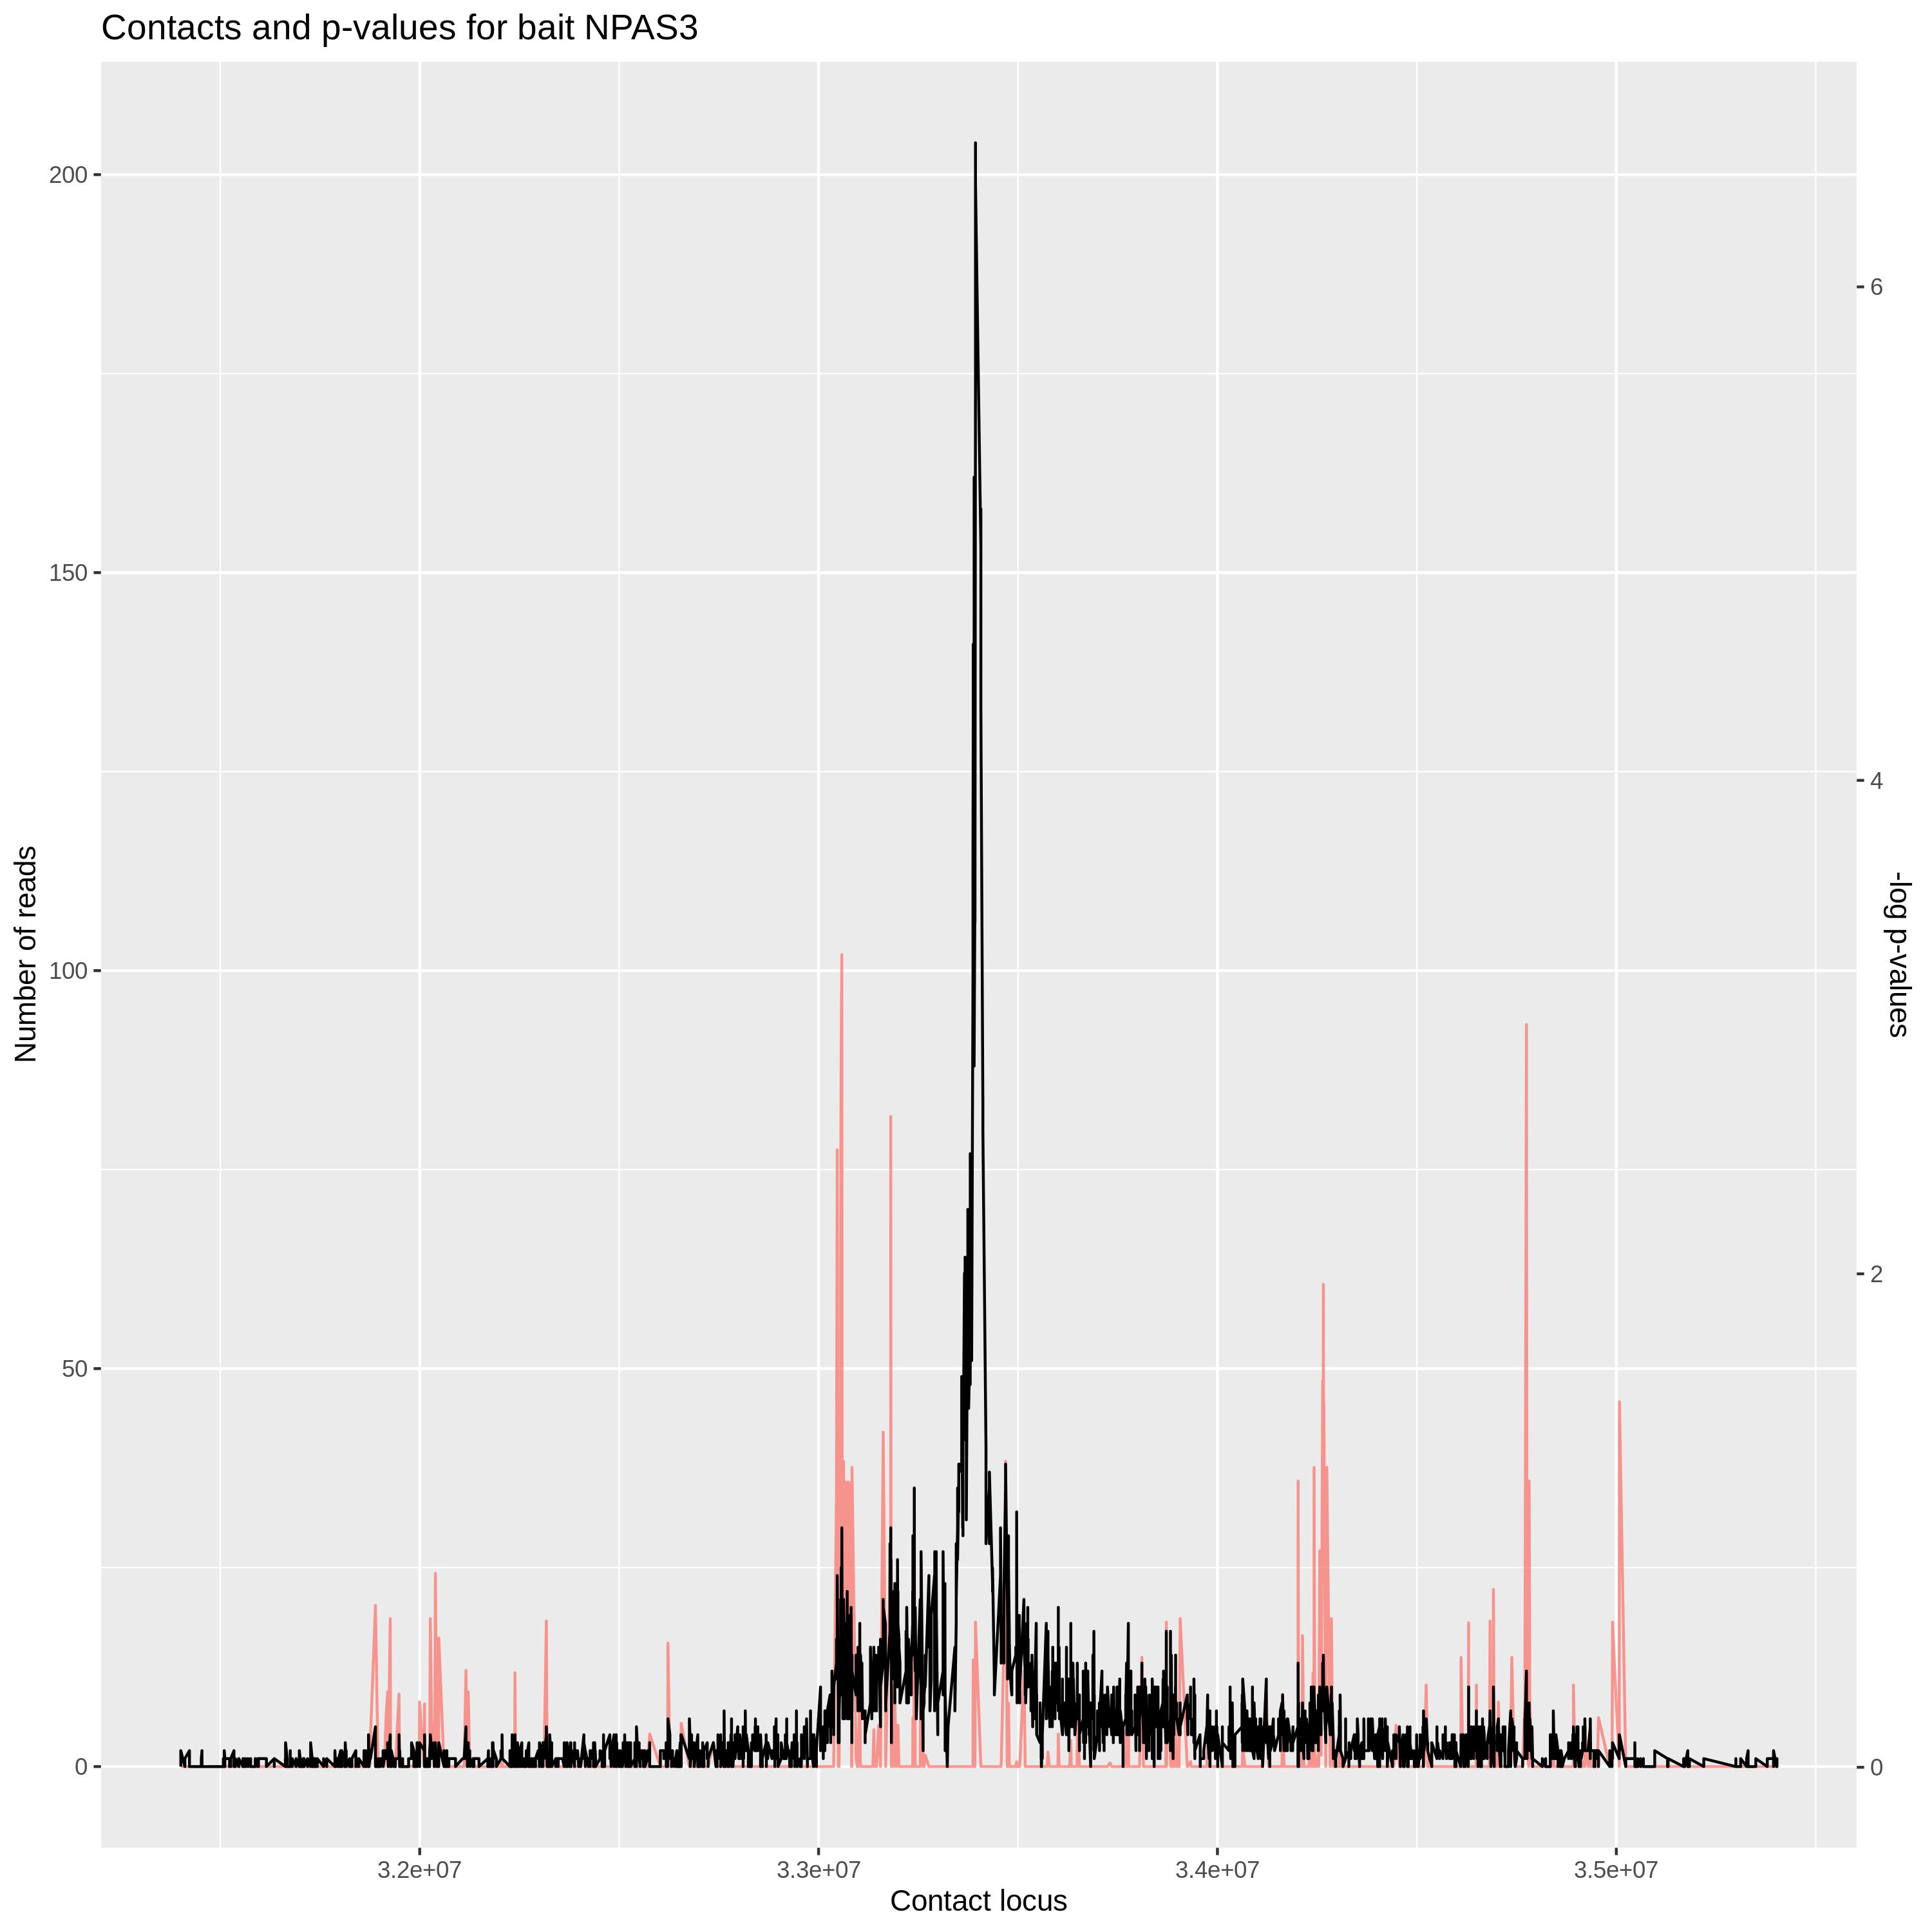 Contacts and p-values for bait NPAS3
200
150
100
50
0
Number of reads
6
4
2
0
-log p-values
3.2e+07
3.3e+07
3.4e+07
3.5e+07
Contact locus